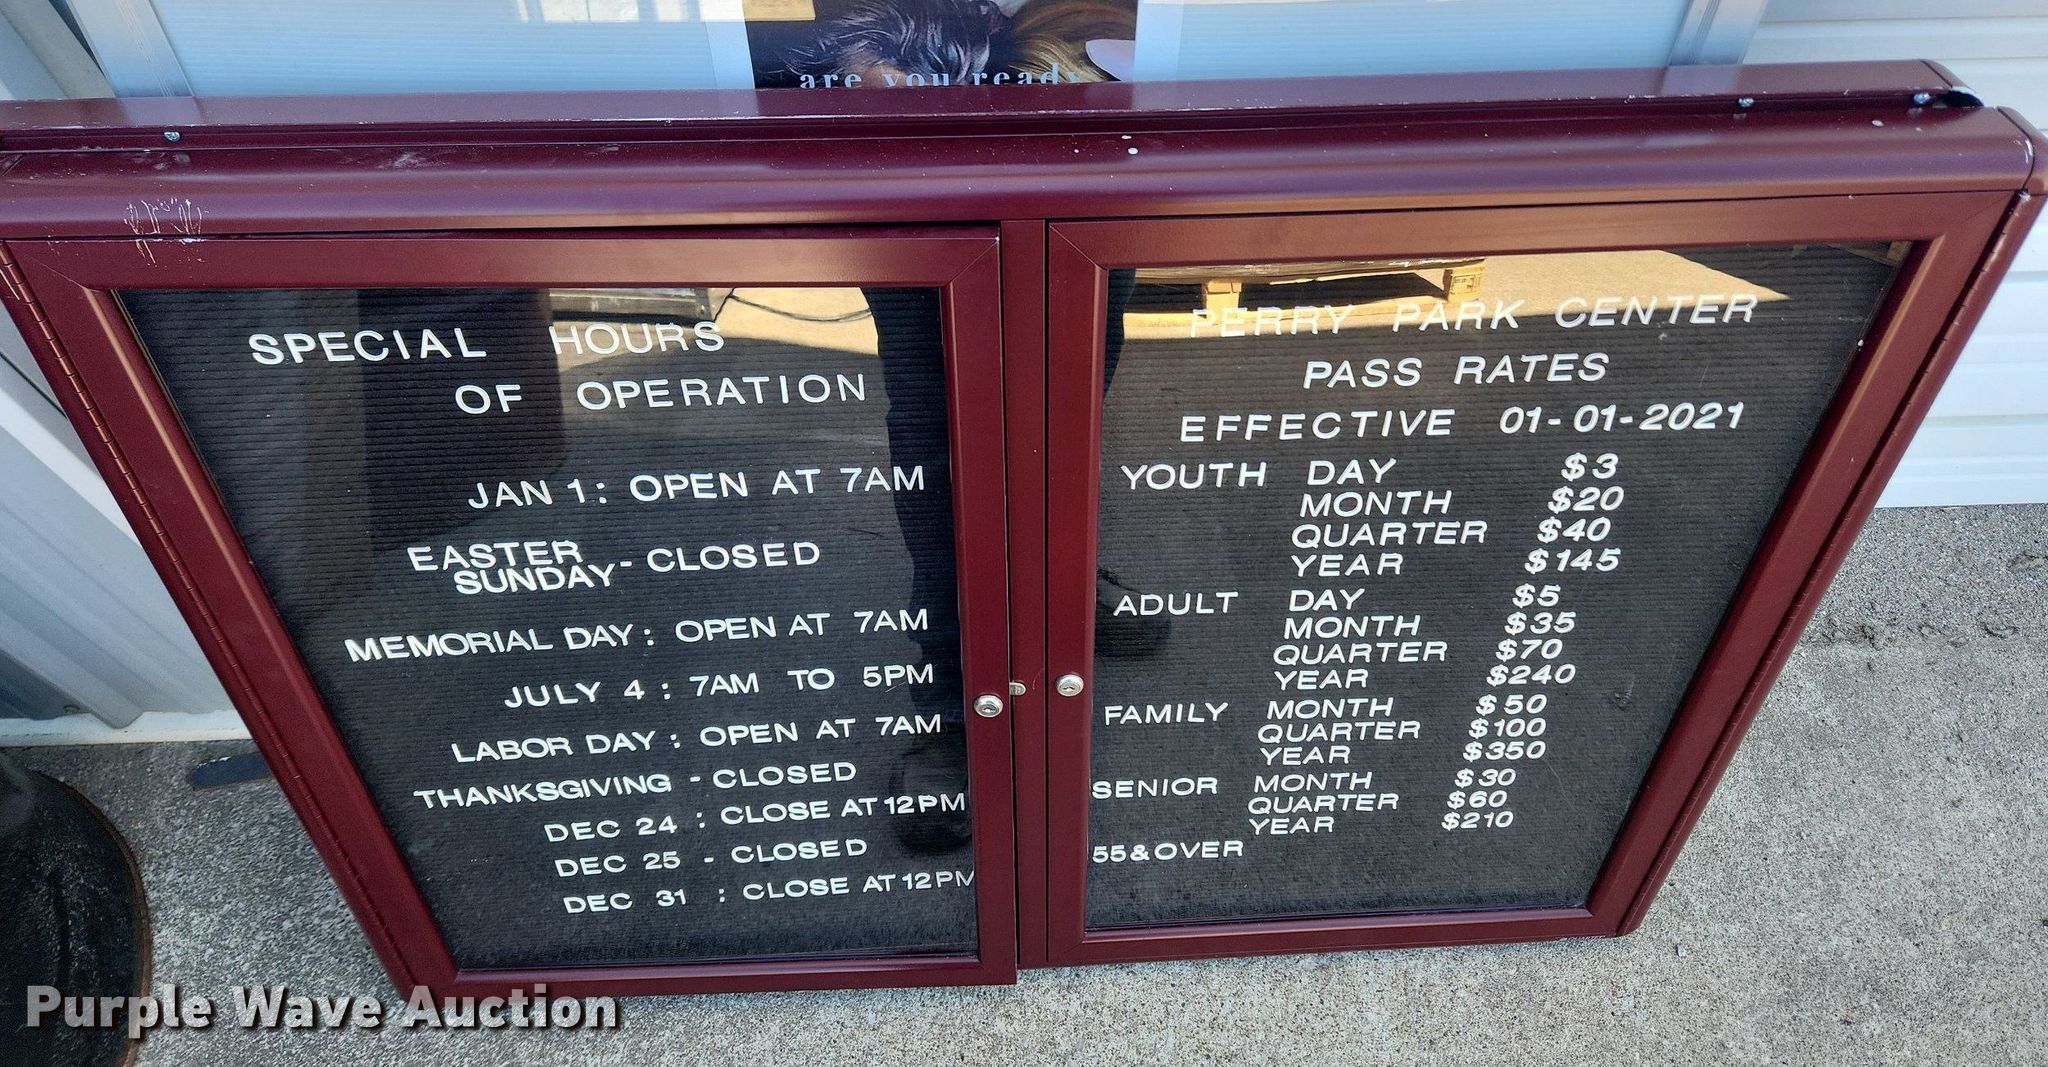 are you ready
SPECIAL HOURS
OF OPERATION
JAN 1: OPEN AT 7AM
EASTER
SUNDAY - CLOSED
MEMORIAL DAY: OPEN AT 7AM
JULY 4 : 7AM TO 5PM
LABOR DAY: OPEN AT 7AM
THANKSGIVING - CLOSED
DEC 24 : CLOSE AT 12PM
DEC 25 - CLOSED
DEC 31 : CLOSE AT 12PM
PERRY PARK CENTER
PASS RATES
EFFECTIVE 01-01-2021
YOUTH DAY $3
MONTH $20
QUARTER $40
YEAR $145
ADULT DAY $5
MONTH $35
QUARTER $70
YEAR $240
FAMILY MONTH $50
QUARTER $100
YEAR $350
SENIOR MONTH $30
QUARTER $60
YEAR $210
55&OVER
Purple Wave Auction